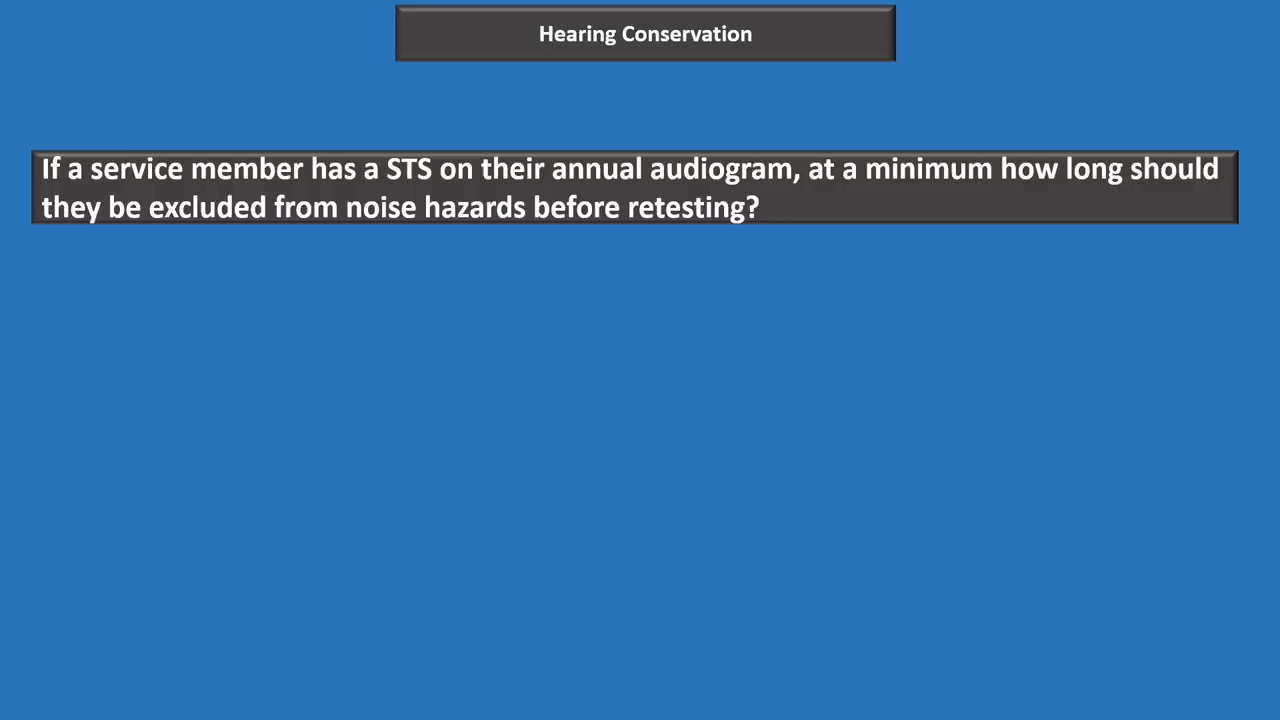 Hearing Conservation
If a service member has a STS on their annual audiogram, at a minimum how long should
they be excluded from noise hazards before retesting?